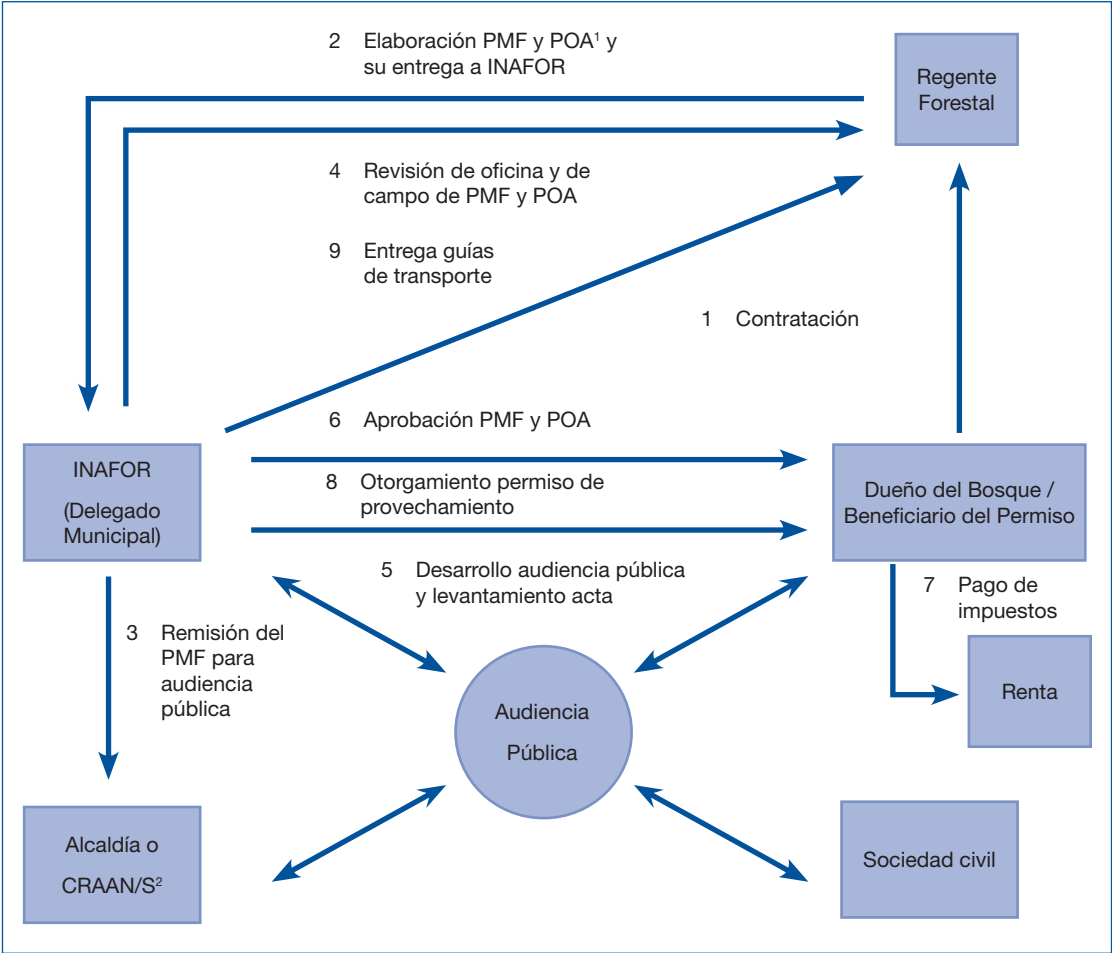 2 Elaboración PMF y POA¹ y
su entrega a INAFOR
Regente
Forestal
4 Revisión de oficina y de
campo de PMF y POA
9 Entrega guías
de transporte
1 Contratación
6 Aprobación PMF y POA
INAFOR
(Delegado
Municipal)
8 Otorgamiento permiso de
provechamiento
Dueño del Bosque /
Beneficiario del Permiso
5 Desarrollo audiencia pública
y levantamiento acta
7 Pago de
impuestos
3 Remisión del
PMF para
audiencia
pública
Renta
Audiencia
Pública
Alcaldía o
CRAAN/S²
Sociedad civil